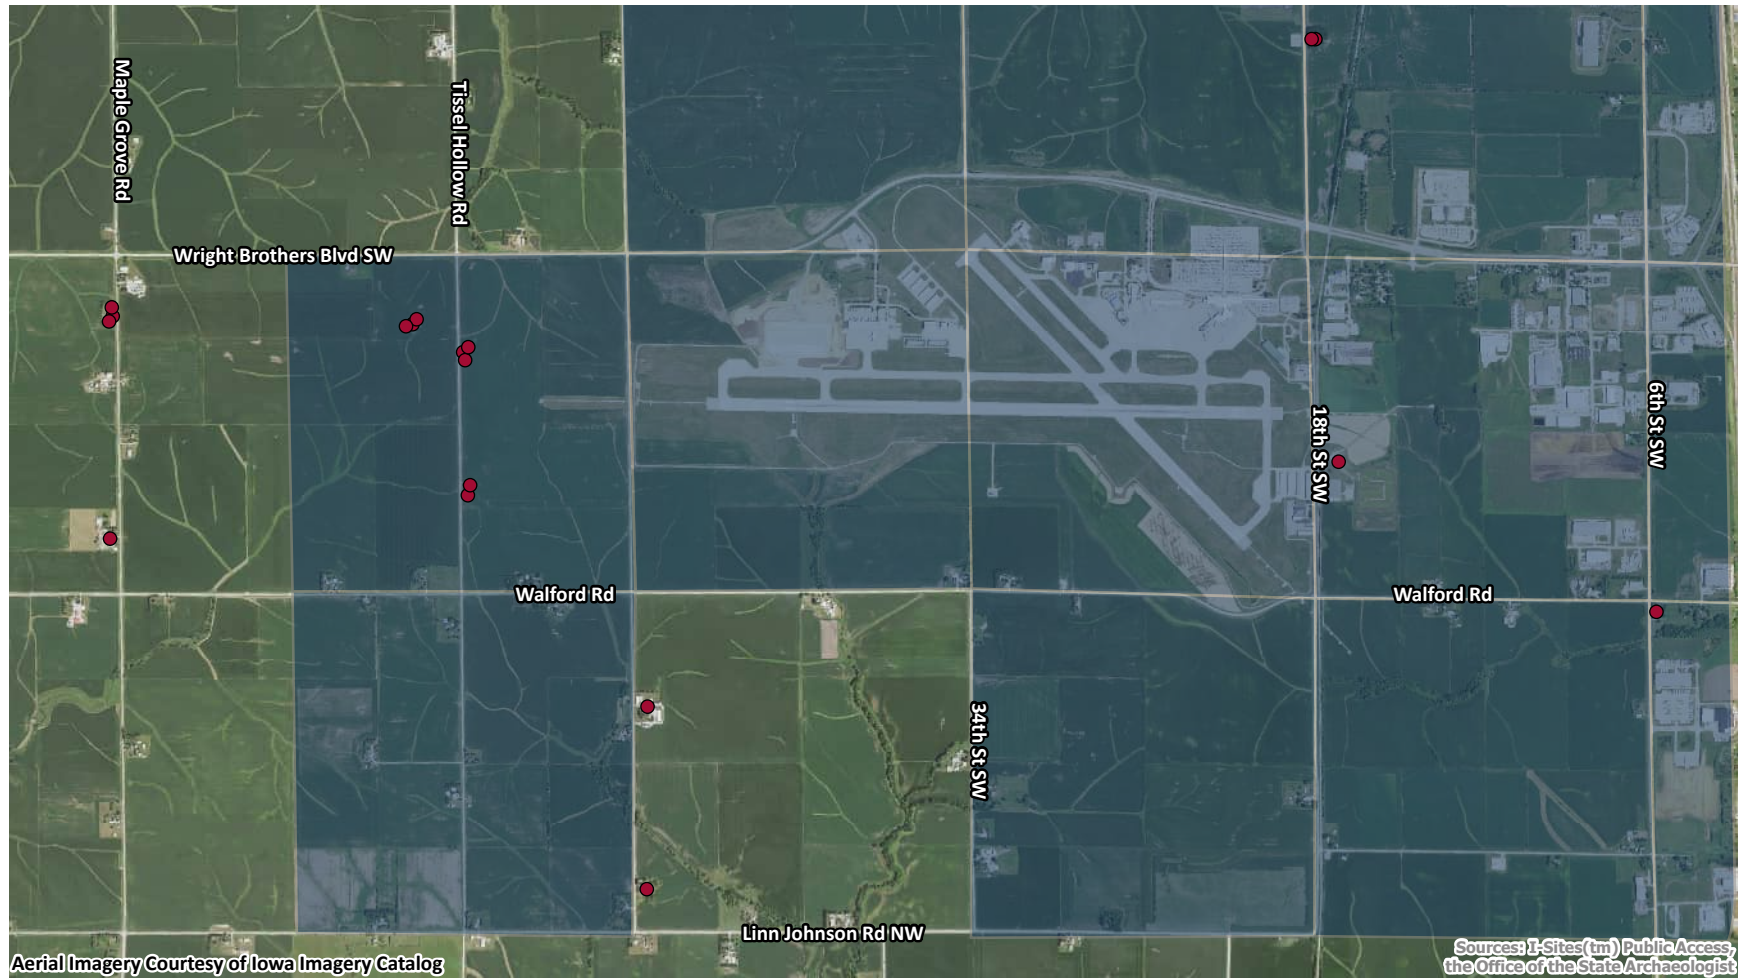 Maple Grove Rd
Tissel Hollow Rd
Wright Brothers Blvd SW
18th St SW
6th St SW
Walford Rd
Walford Rd
34th St SW
Linn Johnson Rd NW
Aerial Imagery Courtesy of Iowa Imagery Catalog
Sources: I-Sites(tm) Public Access,
the Office of the State Archaeologist